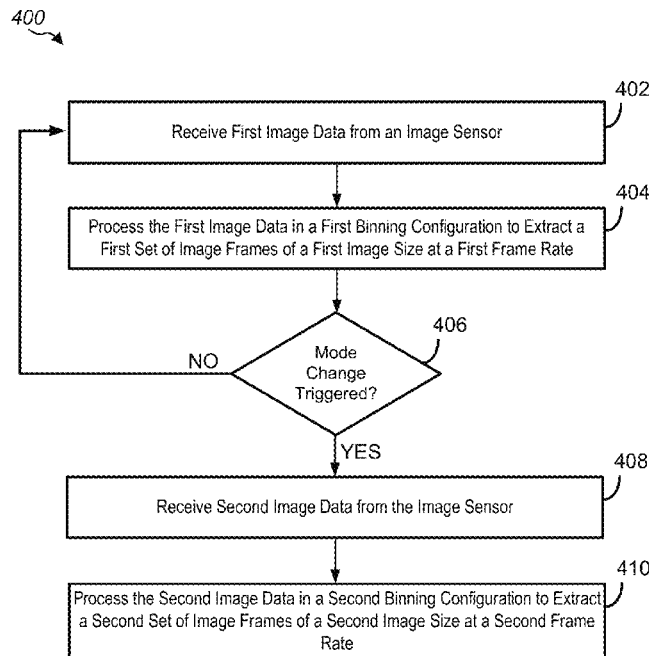 400
402
Receive First Image Data from an Image Sensor
404
Process the First Image Data in a First Binning Configuration to Extract a
First Set of Image Frames of a First Image Size at a First Frame Rate
406
Mode
Change
Triggered?
NO
YES
408
Receive Second Image Data from the Image Sensor
410
Process the Second Image Data in a Second Binning Configuration to Extract
a Second Set of Image Frames of a Second Image Size at a Second Frame
Rate